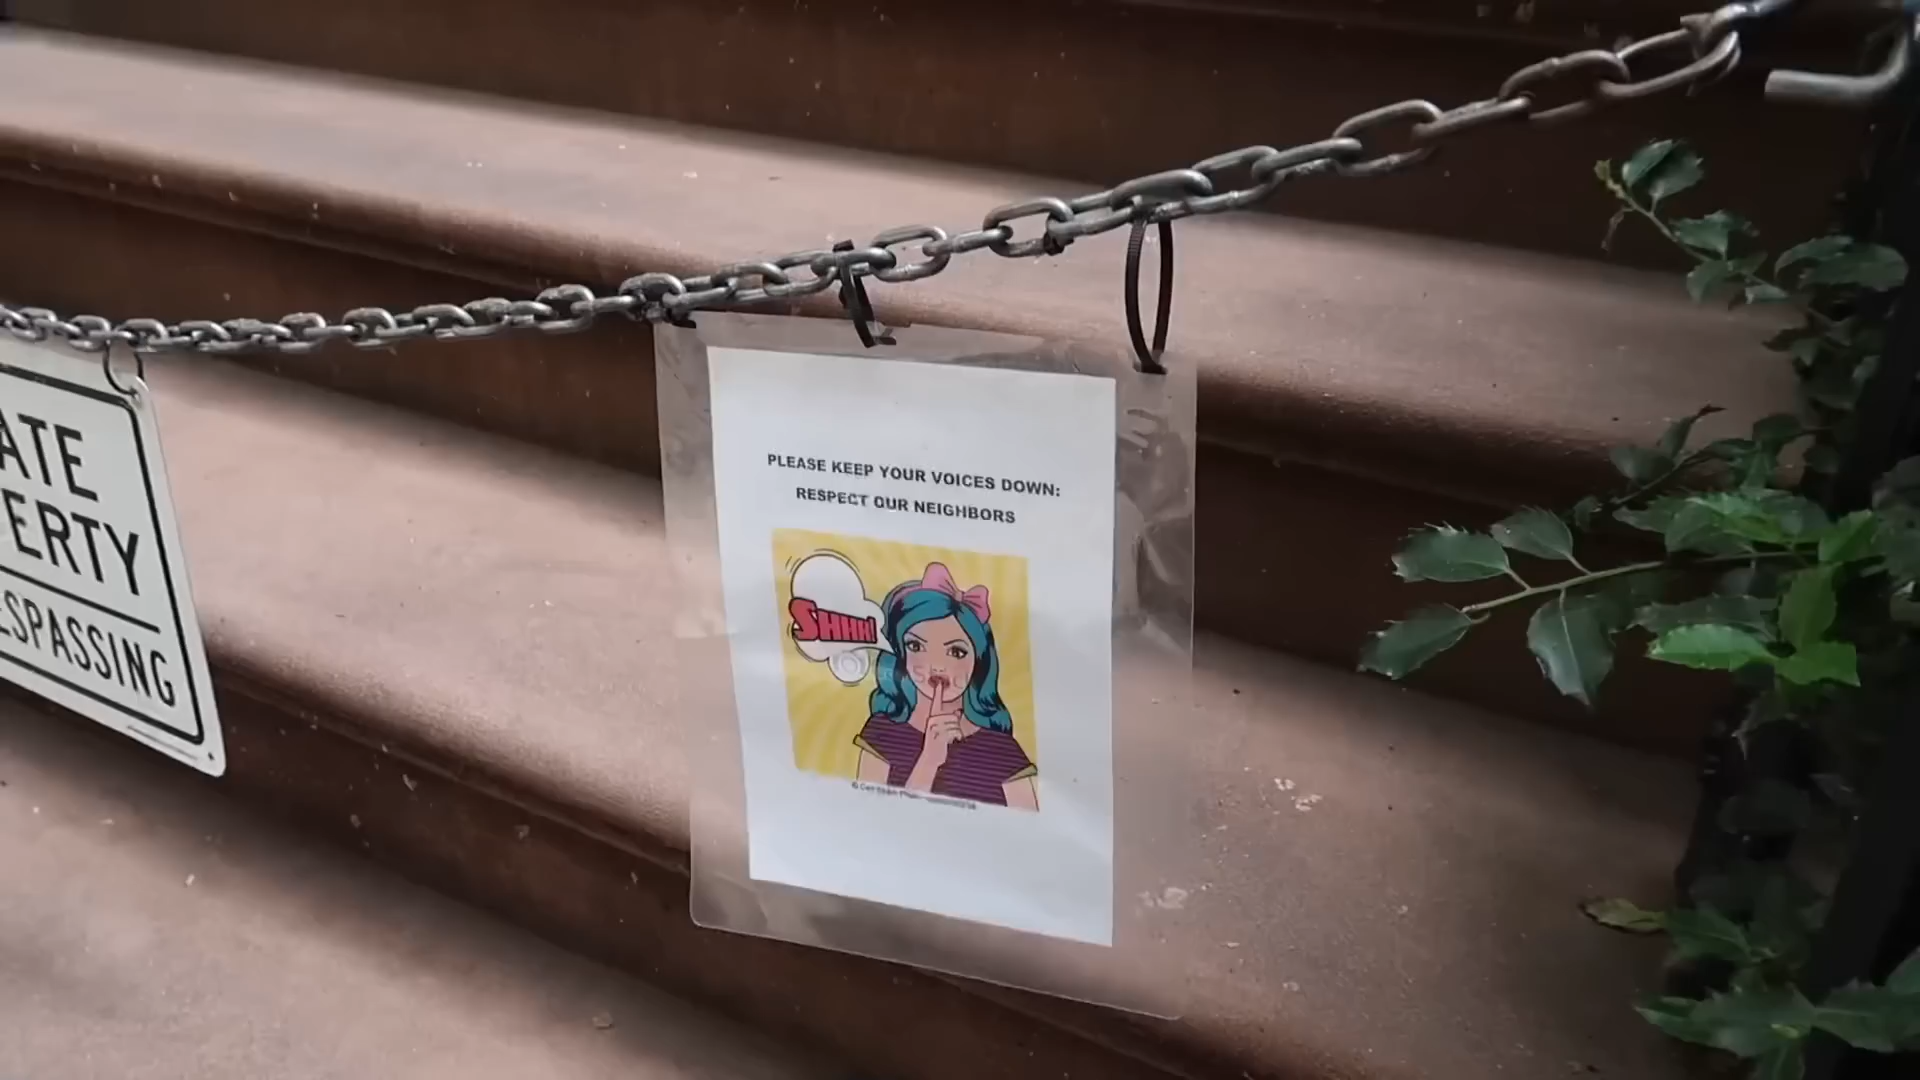 ATE
ERTY
ESPASSING
PLEASE KEEP YOUR VOICES DOWN:
RESPECT OUR NEIGHBORS
SHHH!